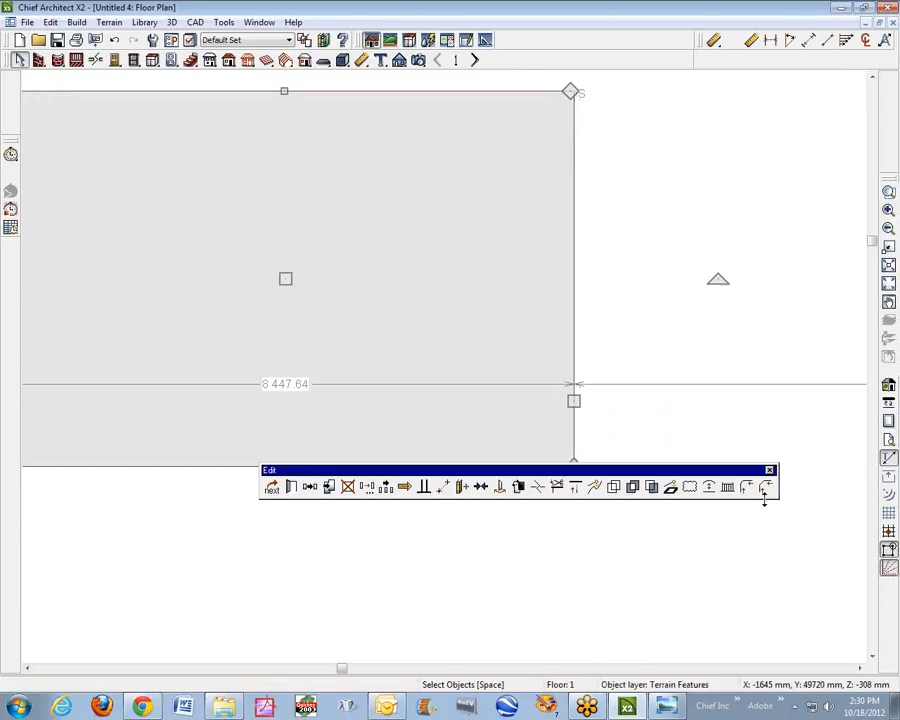 Chief Architect X2 - [Untitled 4: Floor Plan]
File Edit Build Terrain Library 3D CAD Tools Window Help
Default Set
1
S
8 447.64
Edit
next
Select Objects [Space] Floor: 1 Object layer: Terrain Features X: -1645 mm, Y: 49720 mm, Z: -308 mm
Chief Inc » Adobe » 2:30 PM
10/18/2012